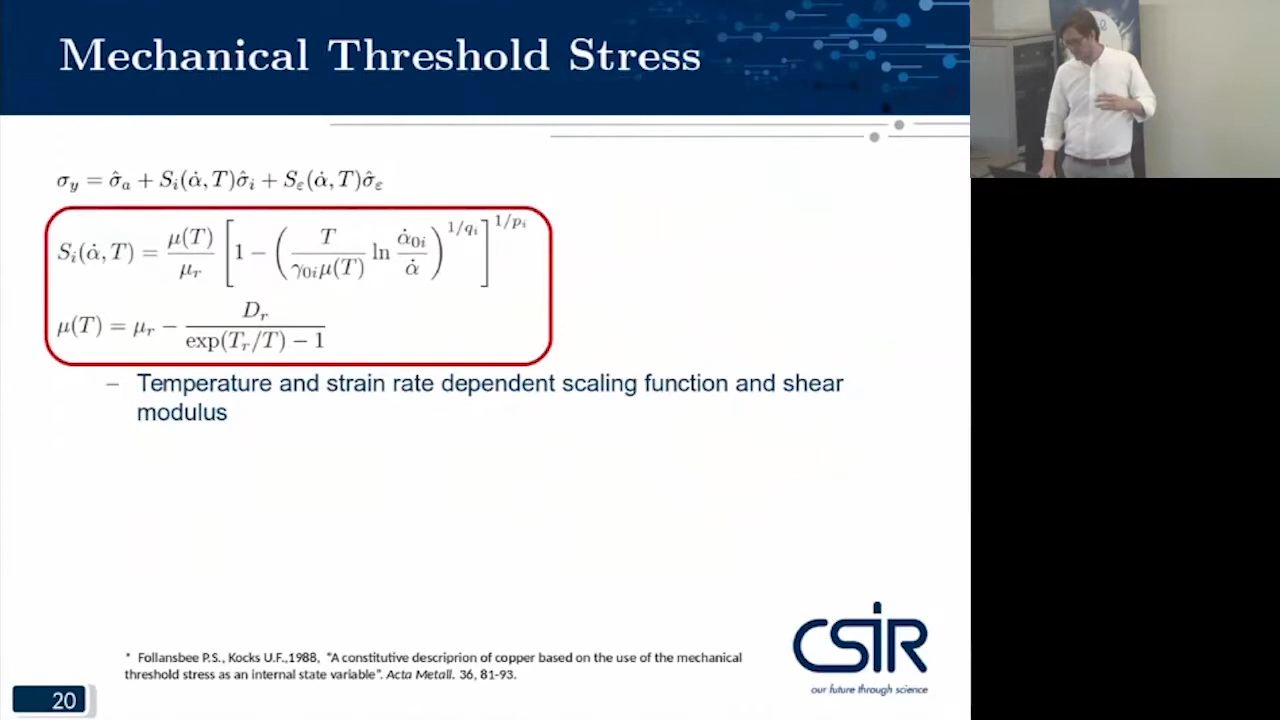 Mechanical Threshold Stress
σ_y = σ̂_a + S_i(α̇, T)σ̂_i + S_ε(α̇, T)σ̂_ε
S_i(α̇, T) = μ(T)/μ_r [1 − (T/(γ_{0i}μ(T)) ln α̇_{0i}/α̇)^{1/q_i}]^{1/p_i}
μ(T) = μ_r − D_r/(exp(T_r/T) − 1)
– Temperature and strain rate dependent scaling function and shear
modulus
* Follansbee P.S., Kocks U.F.,1988, "A constitutive descriprion of copper based on the use of the mechanical
threshold stress as an internal state variable". Acta Metall. 36, 81-93.
CSIR
our future through science
20